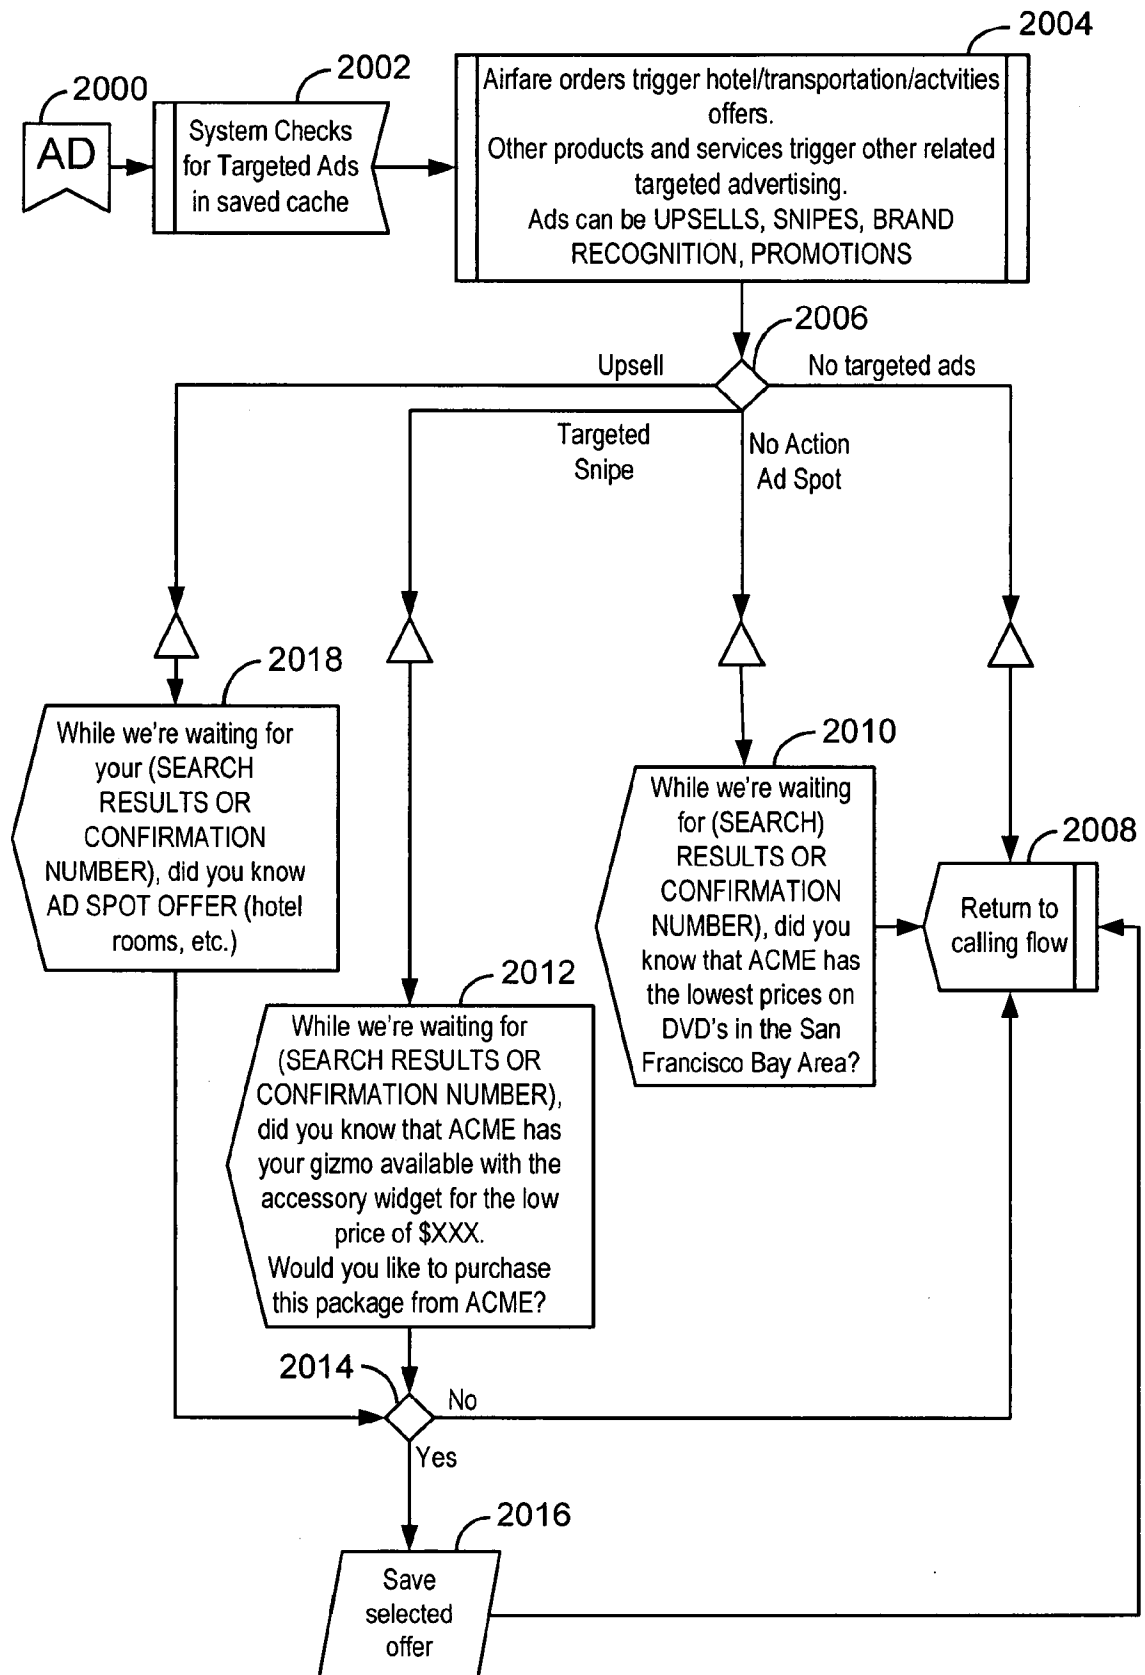 2004
2002
2000
Airfare orders trigger hotel/transportation/actvities
offers.
Other products and services trigger other related
targeted advertising.
Ads can be UPSELLS, SNIPES, BRAND
RECOGNITION, PROMOTIONS
AD
System Checks
for Targeted Ads
in saved cache
2006
Upsell
No targeted ads
Targeted
Snipe
No Action
Ad Spot
2018
While we're waiting for
your (SEARCH
RESULTS OR
CONFIRMATION
NUMBER), did you know
AD SPOT OFFER (hotel
rooms, etc.)
2010
While we're waiting
for (SEARCH)
RESULTS OR
CONFIRMATION
NUMBER), did you
know that ACME has
the lowest prices on
DVD's in the San
Francisco Bay Area?
2008
Return to
calling flow
2012
While we're waiting for
(SEARCH RESULTS OR
CONFIRMATION NUMBER),
did you know that ACME has
your gizmo available with the
accessory widget for the low
price of $XXX.
Would you like to purchase
this package from ACME?
2014
No
Yes
2016
Save
selected
offer